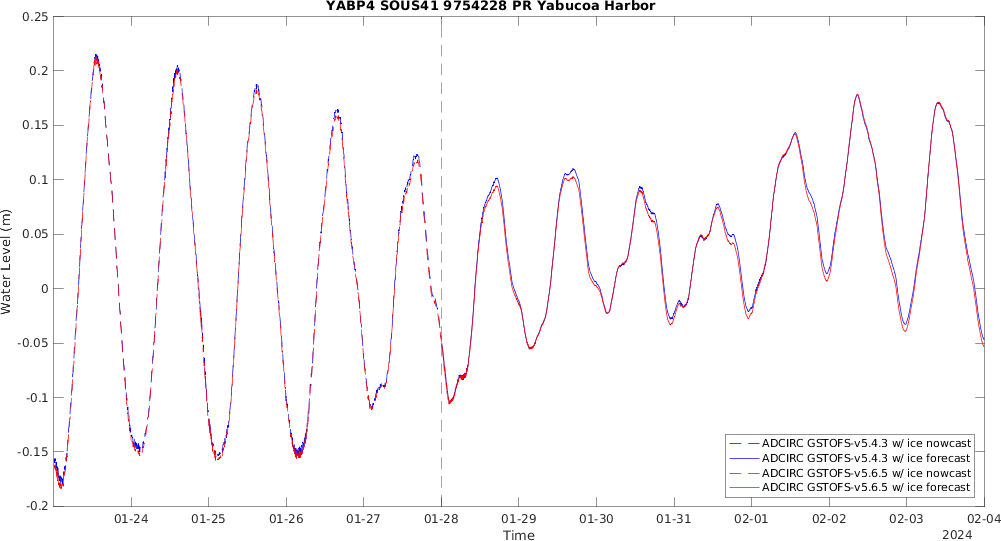 YABP4 SOUS41 9754228 PR Yabucoa Harbor
0.25
0.2
0.15
0.1
0.05
0
-0.05
-0.1
-0.15
-0.2
Water Level (m)
01-24 01-25 01-26 01-27 01-28 01-29 01-30 01-31 02-01 02-02 02-03 02-04
Time
2024
ADCIRC GSTOFS-v5.4.3 w/ ice nowcast
ADCIRC GSTOFS-v5.4.3 w/ ice forecast
ADCIRC GSTOFS-v5.6.5 w/ ice nowcast
ADCIRC GSTOFS-v5.6.5 w/ ice forecast